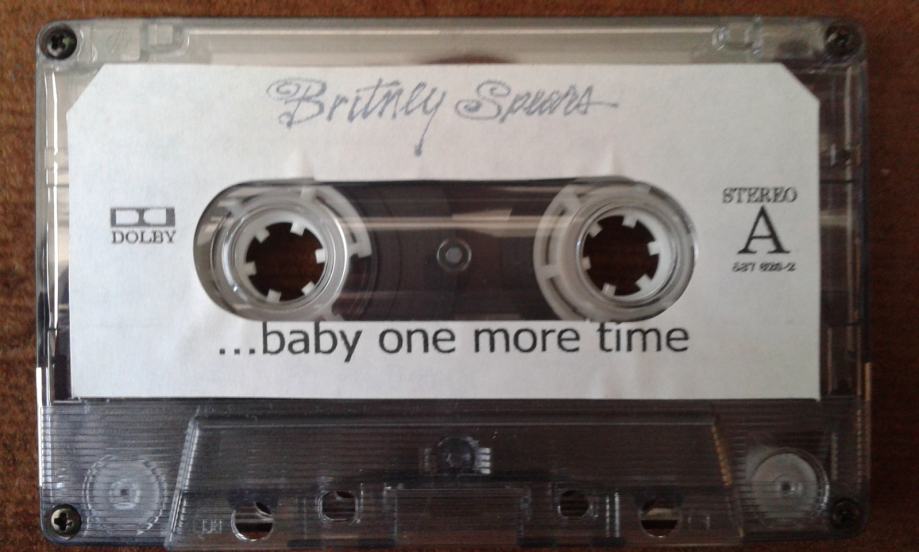 Britney Spears
DOLBY
STEREO
A
...baby one more time